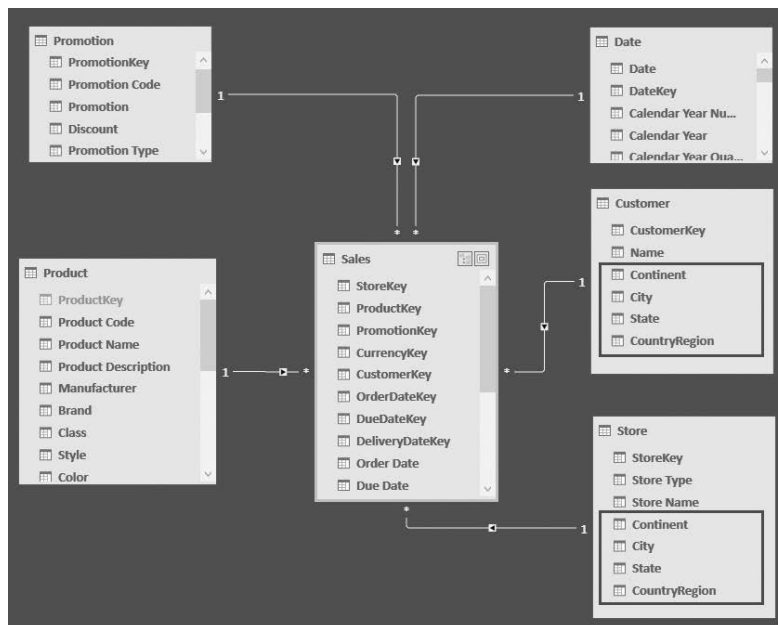 Promotion
PromotionKey
Promotion Code
Promotion
Discount
Promotion Type
1
*
Date
Date
DateKey
Calendar Year Nu...
Calendar Year
Calendar Year Qua...
1
*
Product
ProductKey
Product Code
Product Name
Product Description
Manufacturer
Brand
Class
Style
Color
1
*
Sales
StoreKey
ProductKey
PromotionKey
CurrencyKey
CustomerKey
OrderDateKey
DueDateKey
DeliveryDateKey
Order Date
Due Date
Customer
CustomerKey
Name
Continent
City
State
CountryRegion
1
*
Store
StoreKey
Store Type
Store Name
Continent
City
State
CountryRegion
1
*